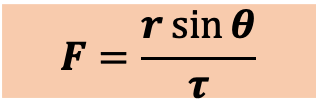 F = r sin θ / τ